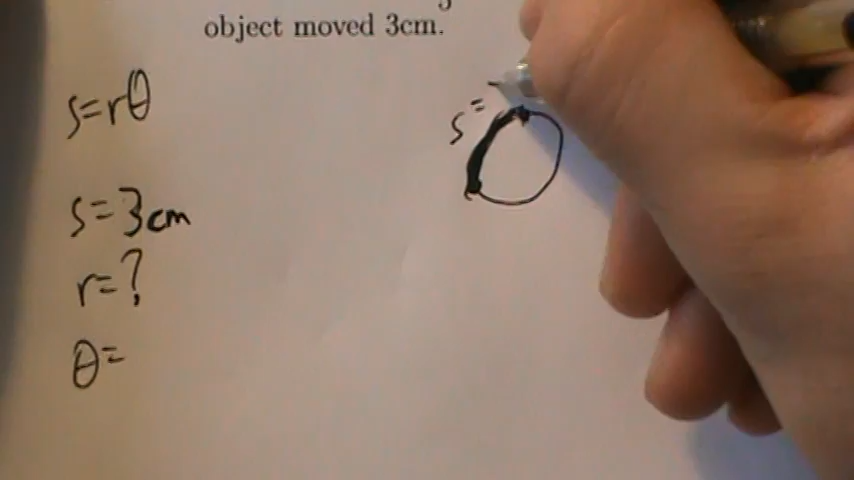 object moved 3cm.
s=rθ
s=
s=3cm
r=?
θ=